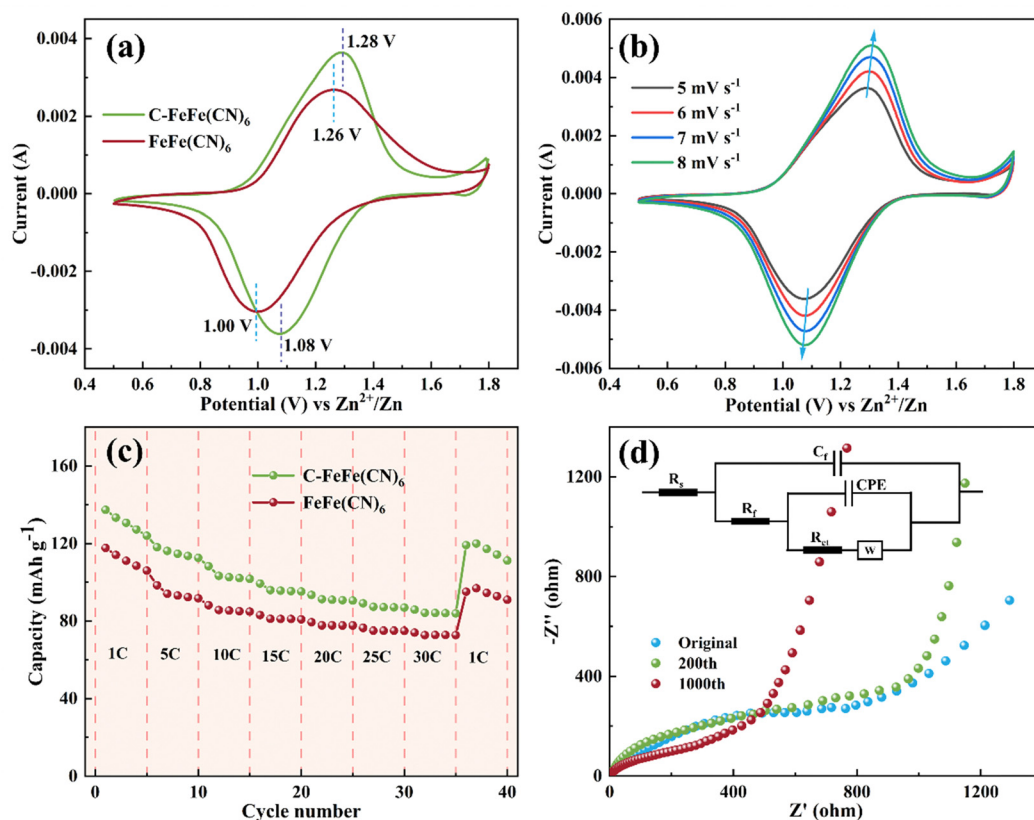 (a)
1.28 V
C-FeFe(CN)₆
FeFe(CN)₆
1.26 V
1.00 V
1.08 V
0.004
0.002
0.000
-0.002
-0.004
Current (A)
0.4 0.6 0.8 1.0 1.2 1.4 1.6 1.8
Potential (V) vs Zn²⁺/Zn
(b)
5 mV s⁻¹
6 mV s⁻¹
7 mV s⁻¹
8 mV s⁻¹
0.006
0.004
0.002
0.000
-0.002
-0.004
-0.006
Current (A)
0.4 0.6 0.8 1.0 1.2 1.4 1.6 1.8
Potential (V) vs Zn²⁺/Zn
(c)
C-FeFe(CN)₆
FeFe(CN)₆
160
120
80
40
0
Capacity (mAh g⁻¹)
1C 5C 10C 15C 20C 25C 30C 1C
0 10 20 30 40
Cycle number
(d)
Cf
Rs
CPE
Rf
Rct
W
Original
200th
1000th
-1200
-800
-400
0
-Z'' (ohm)
0 400 800 1200
Z' (ohm)